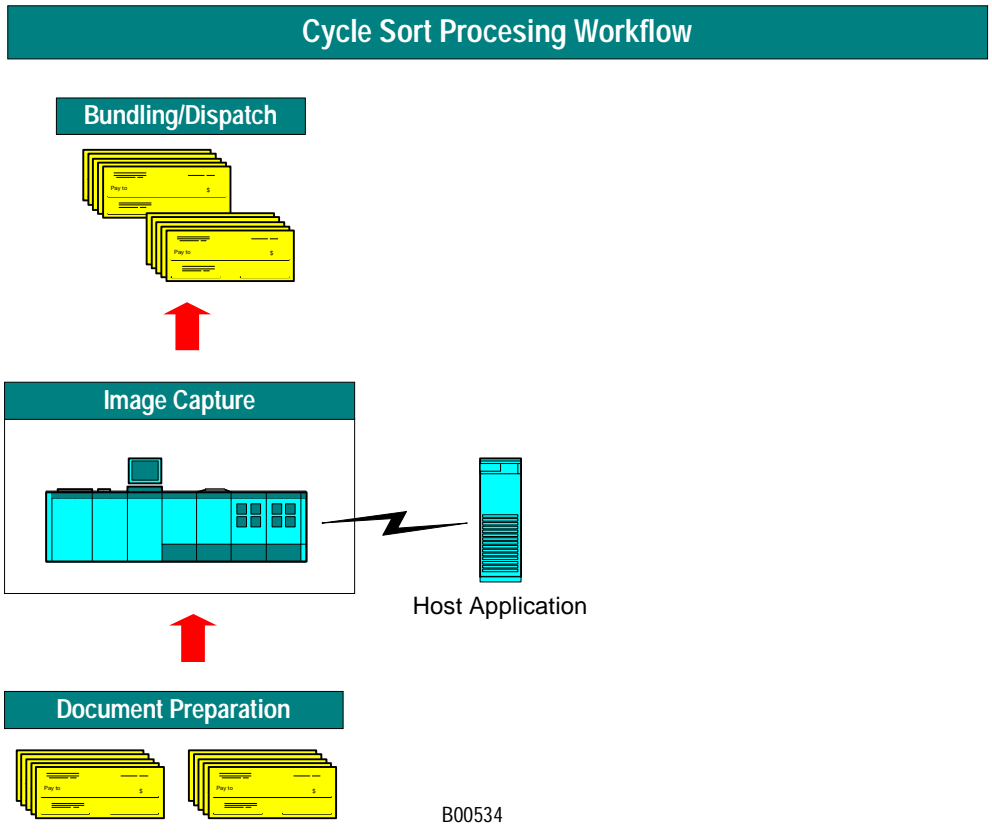 Cycle Sort Procesing Workflow
Bundling/Dispatch
Pay to
$
Pay to
$
Image Capture
Host Application
Document Preparation
Pay to
$
Pay to
$
B00534